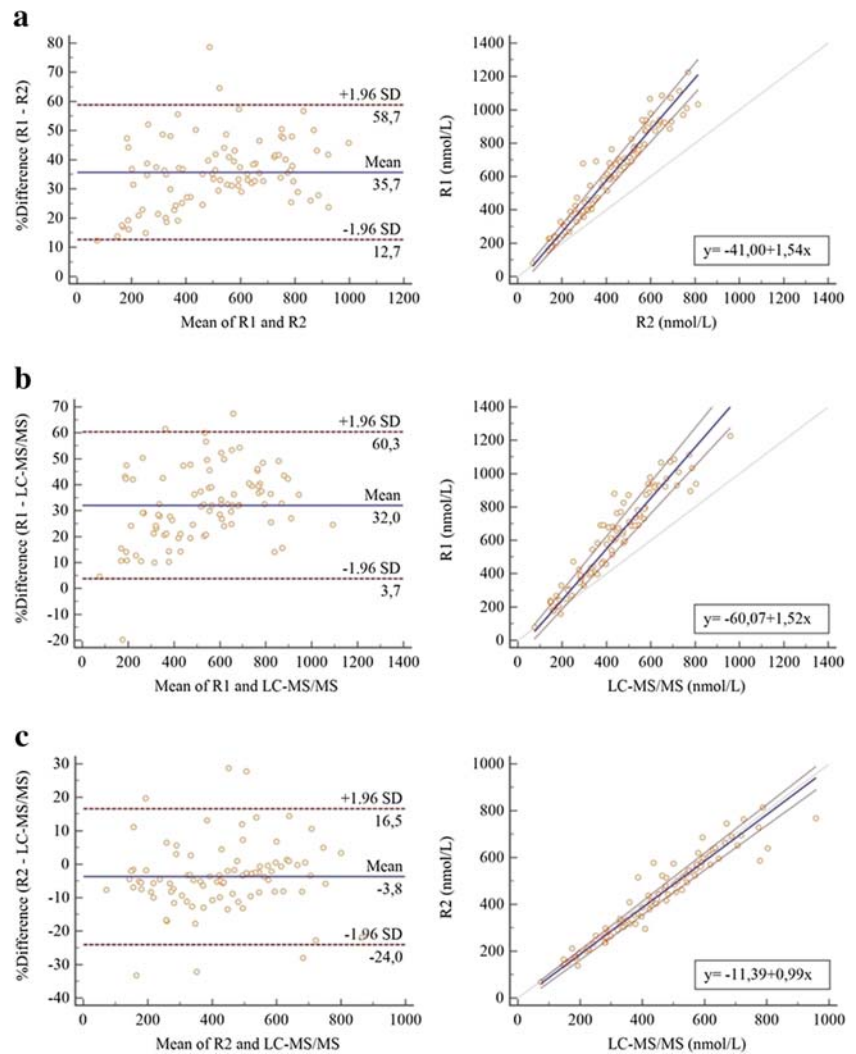 a
80
70
60
50
40
30
20
10
0
%Difference (R1 - R2)
+1.96 SD
58,7
Mean
35,7
-1.96 SD
12,7
0 200 400 600 800 1000 1200
Mean of R1 and R2
1400
1200
1000
800
600
400
200
0
R1 (nmol/L)
y= -41,00+1,54x
0 200 400 600 800 1000 1200 1400
R2 (nmol/L)
b
70
60
50
40
30
20
10
0
-10
-20
%Difference (R1 - LC-MS/MS)
+1.96 SD
60,3
Mean
32,0
-1.96 SD
3,7
0 200 400 600 800 1000 1200
Mean of R1 and LC-MS/MS
1400
1200
1000
800
600
400
200
0
R1 (nmol/L)
y= -60,07+1,52x
0 200 400 600 800 1000 1200 1400
LC-MS/MS (nmol/L)
c
30
20
10
0
-10
-20
-30
-40
%Difference (R2 - LC-MS/MS)
+1.96 SD
16,5
Mean
-3,8
-1.96 SD
-24,0
0 200 400 600 800 1000
Mean of R2 and LC-MS/MS
1000
800
600
400
200
0
R2 (nmol/L)
y= -11,39+0,99x
0 200 400 600 800 1000
LC-MS/MS (nmol/L)